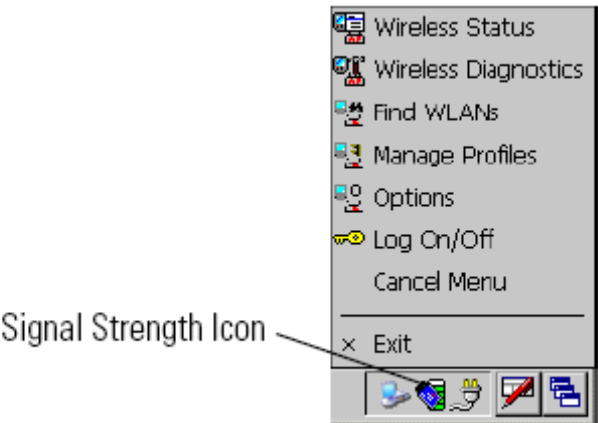 Wireless Status
Wireless Diagnostics
Find WLANs
Manage Profiles
Options
Log On/Off
Cancel Menu
Exit
Signal Strength Icon